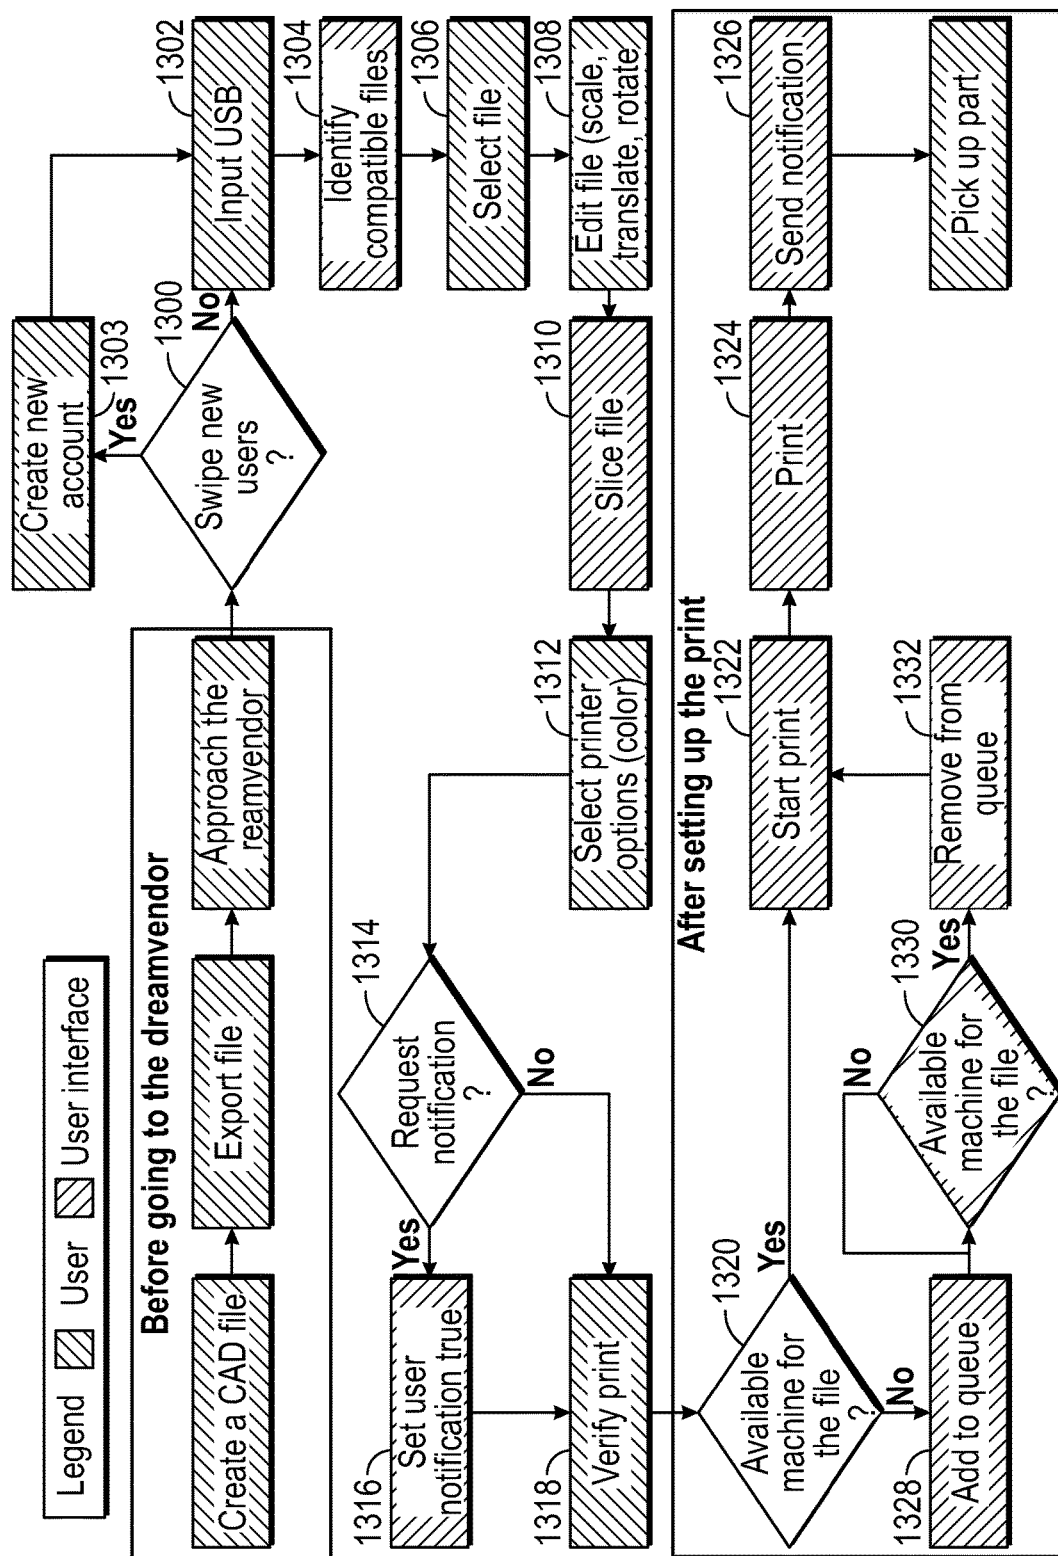 Legend
User
User interface
Before going to the dreamvendor
Create a CAD file
Export file
Approach the
reamvendor
Create new
account
1303
Yes
Swipe new
users
?
1300
No
Input USB
1302
Identify
compatible files
1304
Select file
1306
Edit file (scale,
translate, rotate
1308
Slice file
1310
Select printer
options (color)
1312
Request
notification
?
1314
Yes
No
Set user
notification true
1316
Verify print
1318
After setting up the print
Available
machine for
the file
?
1320
Yes
No
Start print
1322
Print
1324
Send notification
1326
Pick up part
Add to queue
1328
Available
machine for
the file
?
1330
No
Yes
Remove from
queue
1332